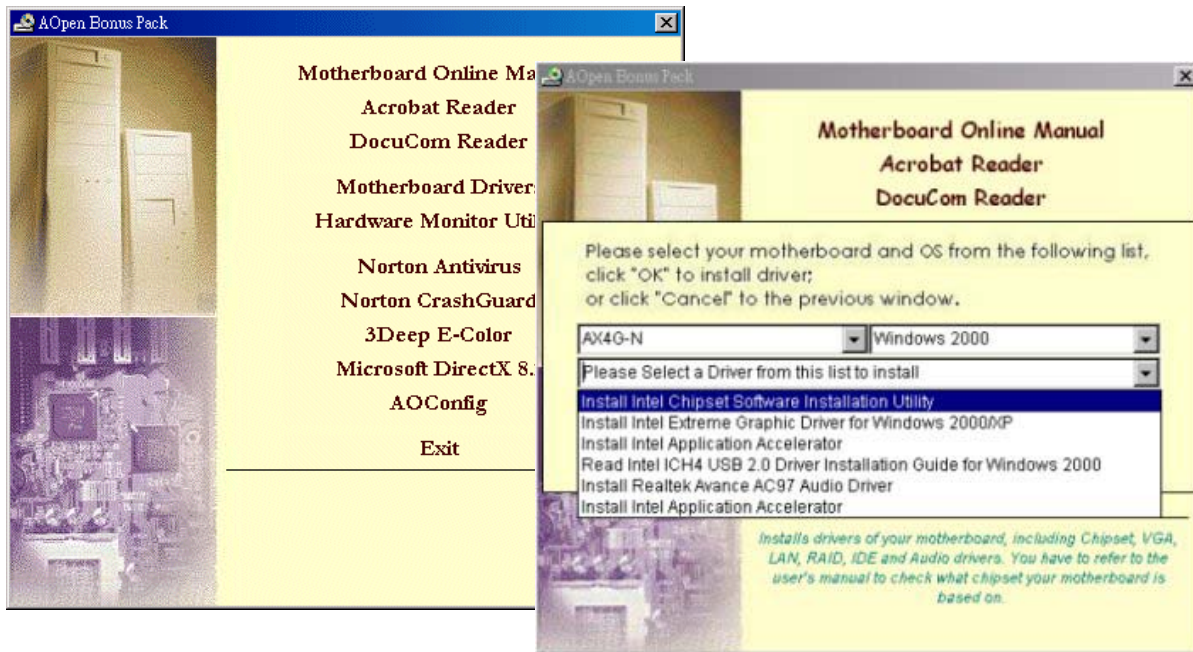 AOpen Bonus Pack
Motherboard Online Ma
Acrobat Reader
DocuCom Reader
Motherboard Driver
Hardware Monitor Uti
Norton Antivirus
Norton CrashGuard
3Deep E-Color
Microsoft DirectX 8.
AOConfig
Exit
AOpen Bonus Pack
Motherboard Online Manual
Acrobat Reader
DocuCom Reader
Please select your motherboard and OS from the following list,
click "OK" to install driver;
or click "Cancel" to the previous window.
AX4G-N Windows 2000
Please Select a Driver from this list to install
Install Intel Chipset Software Installation Utility
Install Intel Extreme Graphic Driver for Windows 2000/XP
Install Intel Application Accelerator
Read Intel ICH4 USB 2.0 Driver Installation Guide for Windows 2000
Install Realtek Avance AC97 Audio Driver
Install Intel Application Accelerator
Installs drivers of your motherboard, including Chipset, VGA,
LAN, RAID, IDE and Audio drivers. You have to refer to the
user's manual to check what chipset your motherboard is
based on.